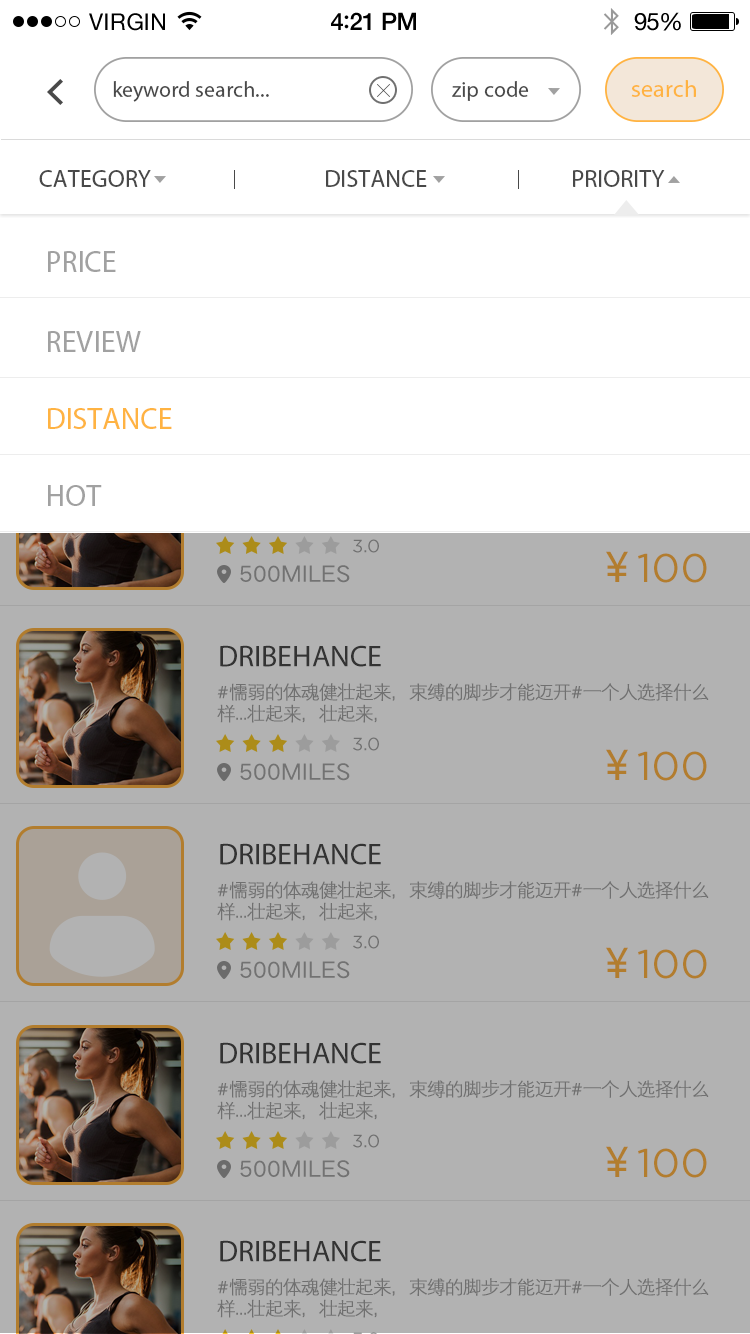 VIRGIN 4:21 PM 95%
keyword search... zip code search
CATEGORY | DISTANCE | PRIORITY
PRICE
REVIEW
DISTANCE
HOT
3.0
500MILES
¥100
DRIBEHANCE
#懦弱的体魂健壮起来，束缚的脚步才能迈开#一个人选择什么
样...壮起来，壮起来,
3.0
500MILES
¥100
DRIBEHANCE
#懦弱的体魂健壮起来，束缚的脚步才能迈开#一个人选择什么
样...壮起来，壮起来,
3.0
500MILES
¥100
DRIBEHANCE
#懦弱的体魂健壮起来，束缚的脚步才能迈开#一个人选择什么
样...壮起来，壮起来,
3.0
500MILES
¥100
DRIBEHANCE
#懦弱的体魂健壮起来，束缚的脚步才能迈开#一个人选择什么
样...壮起来，壮起来,